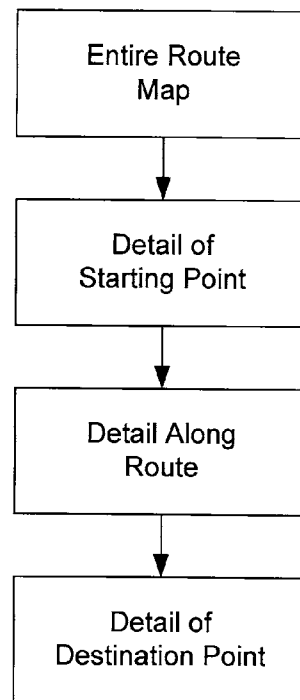 Entire Route
Map
Detail of
Starting Point
Detail Along
Route
Detail of
Destination Point